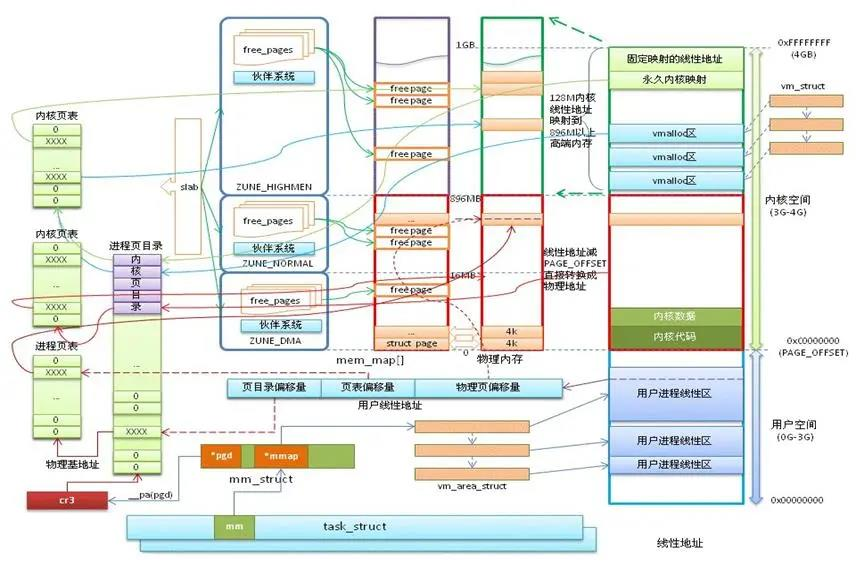 1GB
0xFFFFFFFF
(4GB)
free_pages
伙伴系统
固定映射的线性地址
永久内核映射
vm_struct
free page
free page
128M内核
线性地址
映射到
896M以上
高端内存
内核页表
0
XXXX
...
XXXX
0
0
slab
free page
vmalloc区
vmalloc区
vmalloc区
ZUNE_HIGHMEN
896MB
内核空间
(3G-4G)
free_pages
伙伴系统
ZUNE_NORMAL
...
free page
free page
内核页表
0
XXXX
...
0
0
进程页目录
内
核
页
目
录
线性地址减
PAGE_OFFSET
直接转换成
物理地址
16MB
free_pages
伙伴系统
ZUNE_DMA
free page
...
struct page
4k
4k
0
内核数据
内核代码
0xC0000000
(PAGE_OFFSET)
mem_map[]
物理内存
进程页表
0
XXXX
...
0
0
0
0
XXXX
0
0
页目录偏移量
页表偏移量
物理页偏移量
用户线性地址
用户进程线性区
用户进程线性区
用户进程线性区
用户空间
(0G-3G)
物理基地址
*pgd
*mmap
mm_struct
vm_area_struct
cr3
__pa(pgd)
0x00000000
mm
task_struct
线性地址